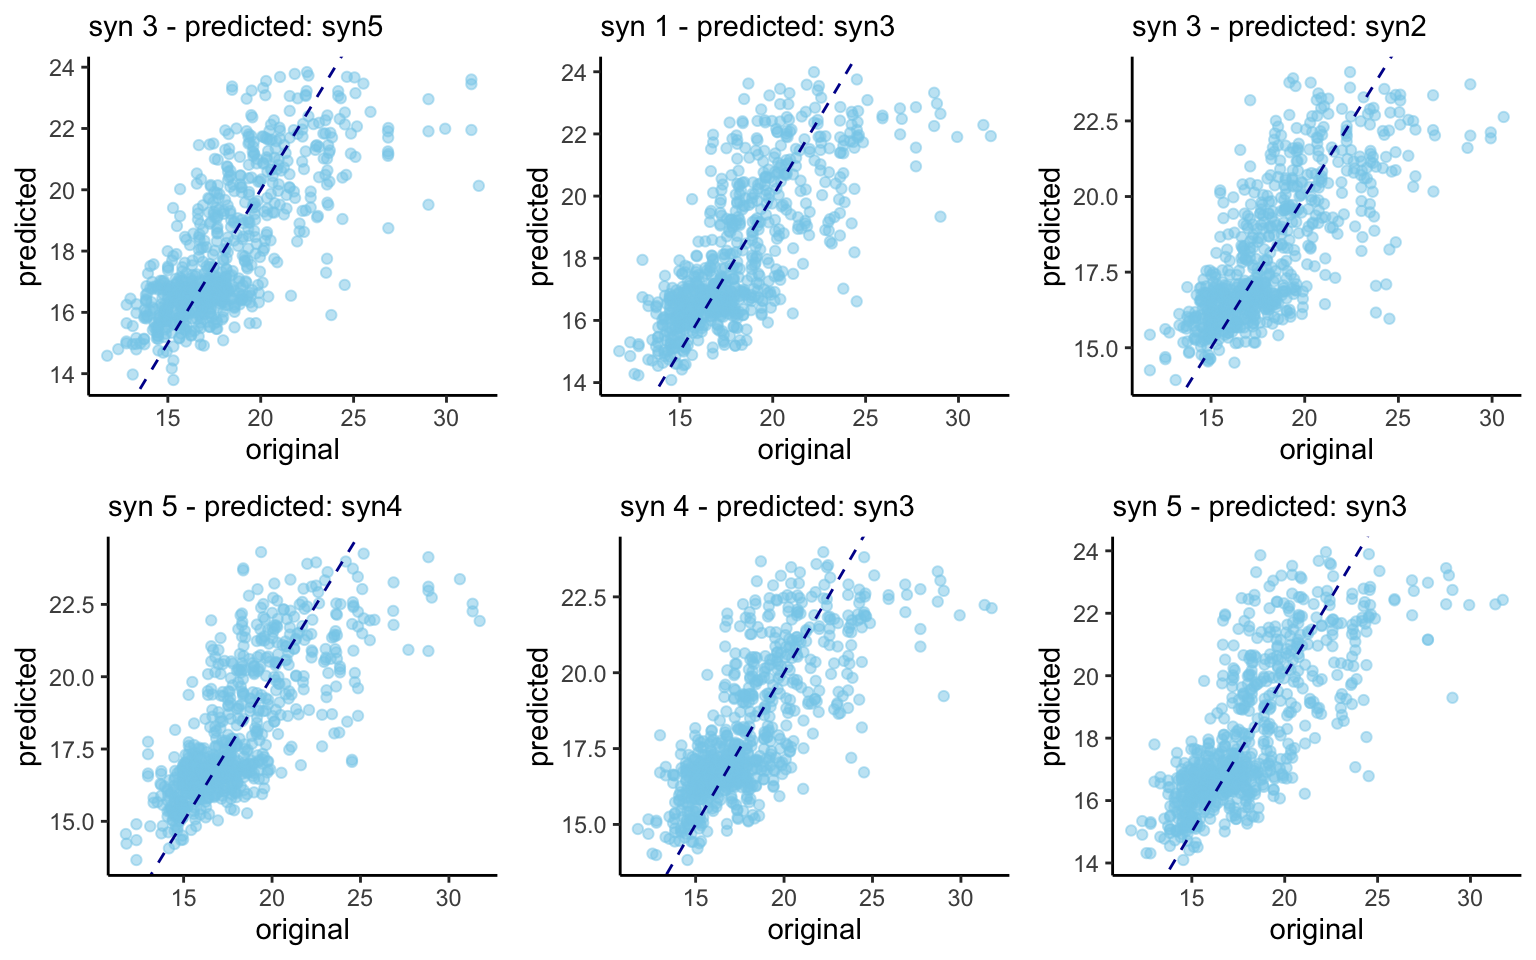 syn 3 - predicted: syn5
24
22
20
18
16
14
predicted
15 20 25 30
original
syn 1 - predicted: syn3
24
22
20
18
16
14
predicted
15 20 25 30
original
syn 3 - predicted: syn2
22.5
20.0
17.5
15.0
predicted
15 20 25 30
original
syn 5 - predicted: syn4
22.5
20.0
17.5
15.0
predicted
15 20 25 30
original
syn 4 - predicted: syn3
22.5
20.0
17.5
15.0
predicted
15 20 25 30
original
syn 5 - predicted: syn3
24
22
20
18
16
14
predicted
15 20 25 30
original